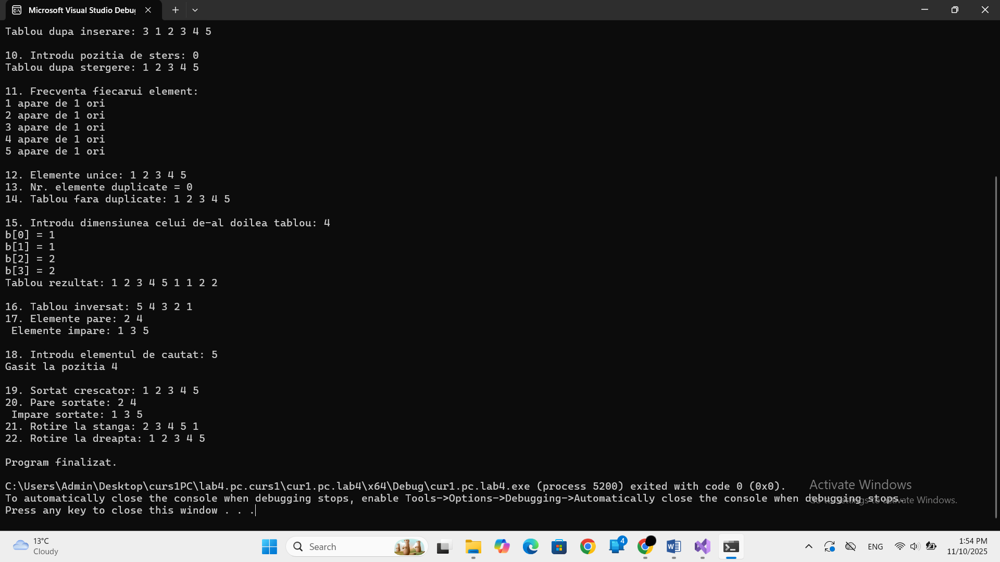 Microsoft Visual Studio Debu
Tablou dupa inserare: 3 1 2 3 4 5
10. Introdu pozitia de sters: 0
Tablou dupa stergere: 1 2 3 4 5
11. Frecventa fiecarui element:
1 apare de 1 ori
2 apare de 1 ori
3 apare de 1 ori
4 apare de 1 ori
5 apare de 1 ori
12. Elemente unice: 1 2 3 4 5
13. Nr. elemente duplicate = 0
14. Tablou fara duplicate: 1 2 3 4 5
15. Introdu dimensiunea celui de-al doilea tablou: 4
b[0] = 1
b[1] = 1
b[2] = 2
b[3] = 2
Tablou rezultat: 1 2 3 4 5 1 1 2 2
16. Tablou inversat: 5 4 3 2 1
17. Elemente pare: 2 4
Elemente impare: 1 3 5
18. Introdu elementul de cautat: 5
Gasit la pozitia 4
19. Sortat crescator: 1 2 3 4 5
20. Pare sortate: 2 4
Impare sortate: 1 3 5
21. Rotire la stanga: 2 3 4 5 1
22. Rotire la dreapta: 1 2 3 4 5
Program finalizat.
C:\Users\Admin\Desktop\curs1PC\lab4.pc.curs1\cur1.pc.lab4\x64\Debug\cur1.pc.lab4.exe (process 5200) exited with code 0 (0x0).
To automatically close the console when debugging stops, enable Tools->Options->Debugging->Automatically close the console when debugging stops.
Press any key to close this window . . .
Activate Windows
Go to Settings to activate Windows.
13°C
Cloudy
Search
4
ENG
1:54 PM
11/10/2025